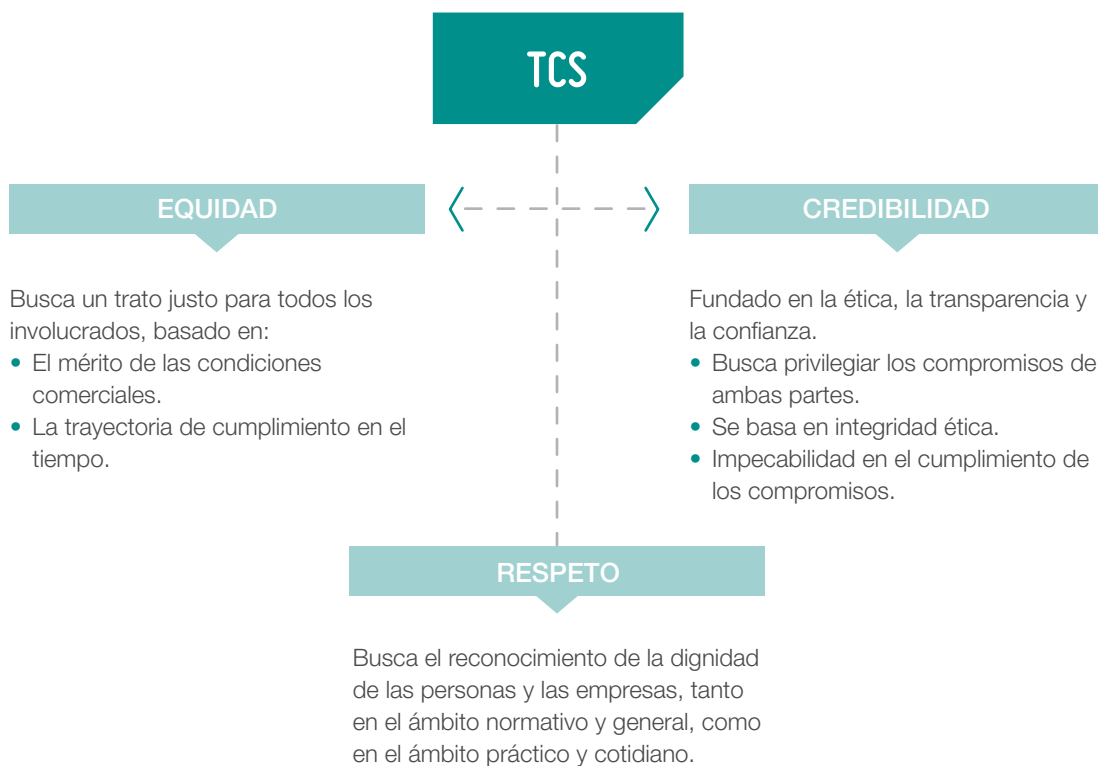 TCS
EQUIDAD
Busca un trato justo para todos los
involucrados, basado en:
• El mérito de las condiciones
comerciales.
• La trayectoria de cumplimiento en el
tiempo.
CREDIBILIDAD
Fundado en la ética, la transparencia y
la confianza.
• Busca privilegiar los compromisos de
ambas partes.
• Se basa en integridad ética.
• Impecabilidad en el cumplimiento de
los compromisos.
RESPETO
Busca el reconocimiento de la dignidad
de las personas y las empresas, tanto
en el ámbito normativo y general, como
en el ámbito práctico y cotidiano.